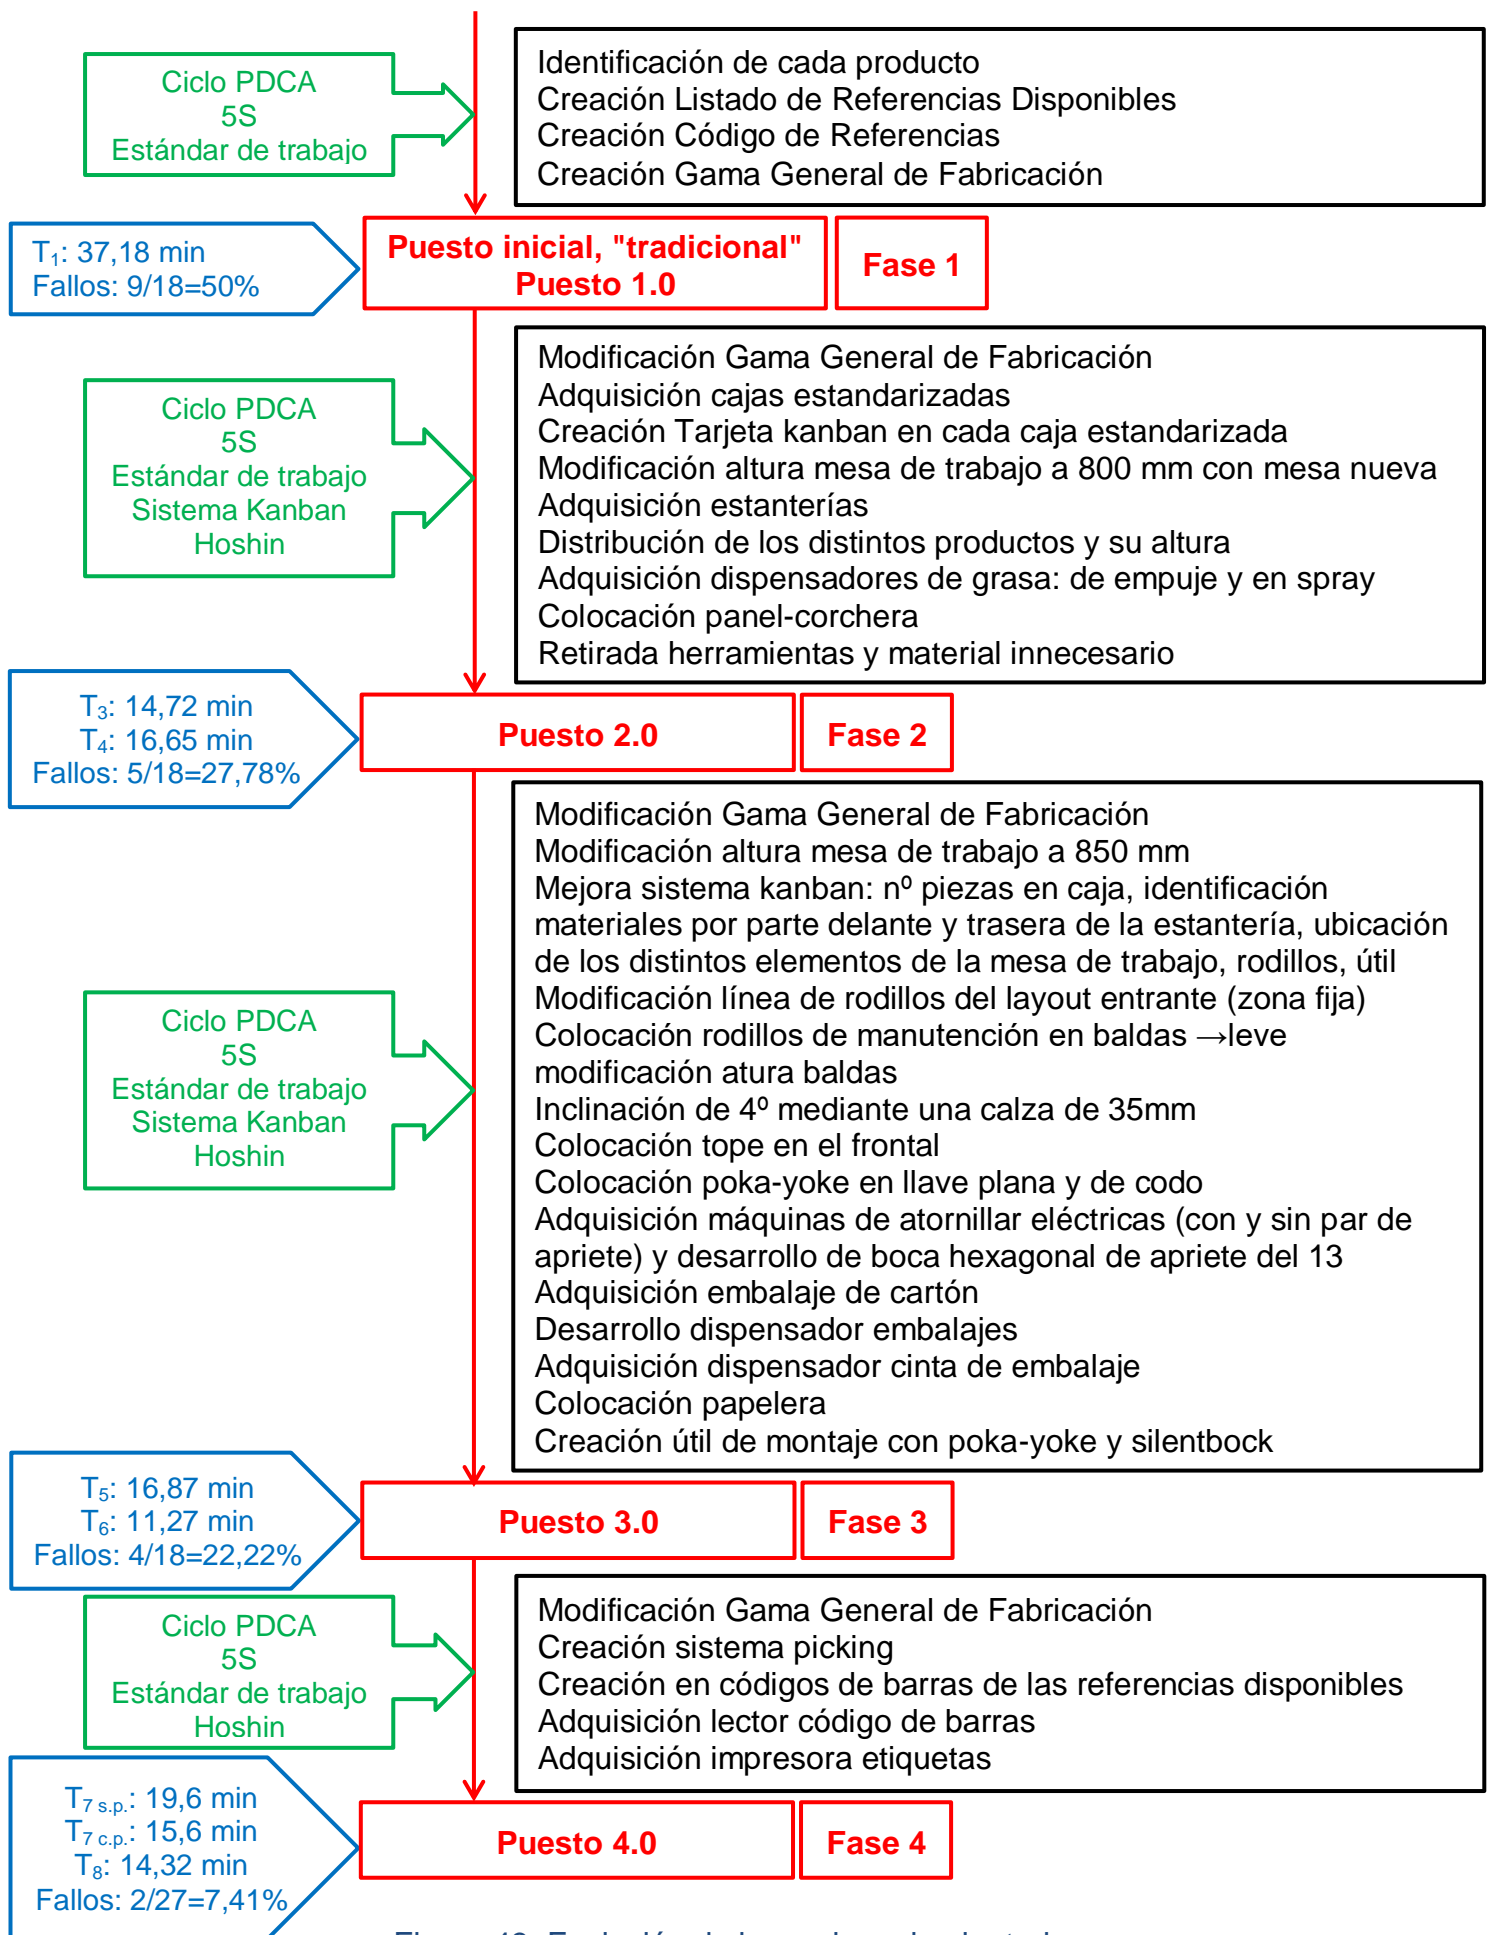 Ciclo PDCA
5S
Estándar de trabajo
Identificación de cada producto
Creación Listado de Referencias Disponibles
Creación Código de Referencias
Creación Gama General de Fabricación
T1: 37,18 min
Fallos: 9/18=50%
Puesto inicial, "tradicional"
Puesto 1.0
Fase 1
Ciclo PDCA
5S
Estándar de trabajo
Sistema Kanban
Hoshin
Modificación Gama General de Fabricación
Adquisición cajas estandarizadas
Creación Tarjeta kanban en cada caja estandarizada
Modificación altura mesa de trabajo a 800 mm con mesa nueva
Adquisición estanterías
Distribución de los distintos productos y su altura
Adquisición dispensadores de grasa: de empuje y en spray
Colocación panel-corchera
Retirada herramientas y material innecesario
T3: 14,72 min
T4: 16,65 min
Fallos: 5/18=27,78%
Puesto 2.0
Fase 2
Ciclo PDCA
5S
Estándar de trabajo
Sistema Kanban
Hoshin
Modificación Gama General de Fabricación
Modificación altura mesa de trabajo a 850 mm
Mejora sistema kanban: nº piezas en caja, identificación
materiales por parte delante y trasera de la estantería, ubicación
de los distintos elementos de la mesa de trabajo, rodillos, útil
Modificación línea de rodillos del layout entrante (zona fija)
Colocación rodillos de manutención en baldas →leve
modificación atura baldas
Inclinación de 4º mediante una calza de 35mm
Colocación tope en el frontal
Colocación poka-yoke en llave plana y de codo
Adquisición máquinas de atornillar eléctricas (con y sin par de
apriete) y desarrollo de boca hexagonal de apriete del 13
Adquisición embalaje de cartón
Desarrollo dispensador embalajes
Adquisición dispensador cinta de embalaje
Colocación papelera
Creación útil de montaje con poka-yoke y silentbock
T5: 16,87 min
T6: 11,27 min
Fallos: 4/18=22,22%
Puesto 3.0
Fase 3
Ciclo PDCA
5S
Estándar de trabajo
Hoshin
Modificación Gama General de Fabricación
Creación sistema picking
Creación en códigos de barras de las referencias disponibles
Adquisición lector código de barras
Adquisición impresora etiquetas
T7 s.p.: 19,6 min
T7 c.p.: 15,6 min
T8: 14,32 min
Fallos: 2/27=7,41%
Puesto 4.0
Fase 4